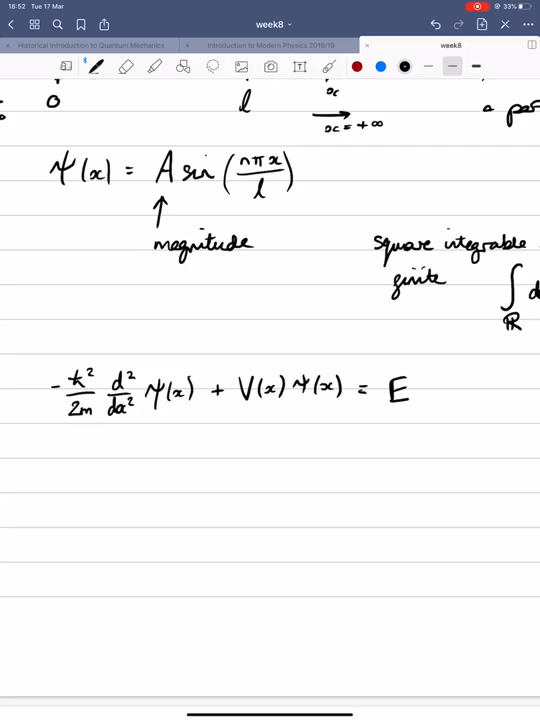 18:52 Tue 17 Mar
33%
week8
Historical Introduction to Quantum Mechanics
Introduction to Modern Physics 2018/19
week8
0 l x
x = +∞
ψ(x) = A sin (nπx/l)
magnitude
square integrable
finite ∫ℝ
-ħ²/2m d²/dx² ψ(x) + V(x) ψ(x) = E